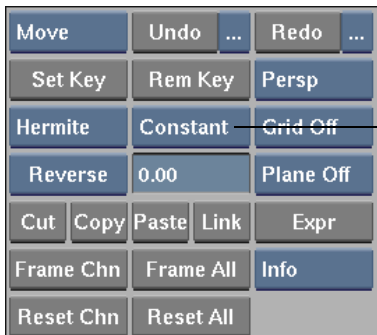 Move Undo ... Redo ...
Set Key Rem Key Persp
Hermite Constant Grid Off
Reverse 0.00 Plane Off
Cut Copy Paste Link Expr
Frame Chn Frame All Info
Reset Chn Reset All